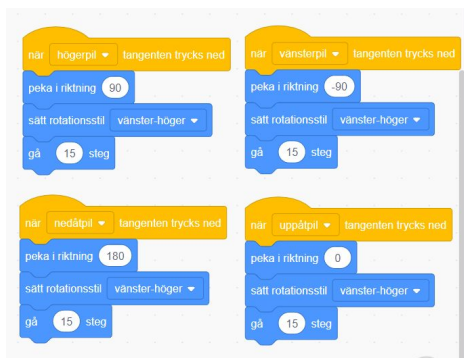 när högerpil tangenten trycks ned
peka i riktning 90
sätt rotationsstil vänster-höger
gå 15 steg
när vänsterpil tangenten trycks ned
peka i riktning -90
sätt rotationsstil vänster-höger
gå 15 steg
när nedåtpil tangenten trycks ned
peka i riktning 180
sätt rotationsstil vänster-höger
gå 15 steg
när uppåtpil tangenten trycks ned
peka i riktning 0
sätt rotationsstil vänster-höger
gå 15 steg